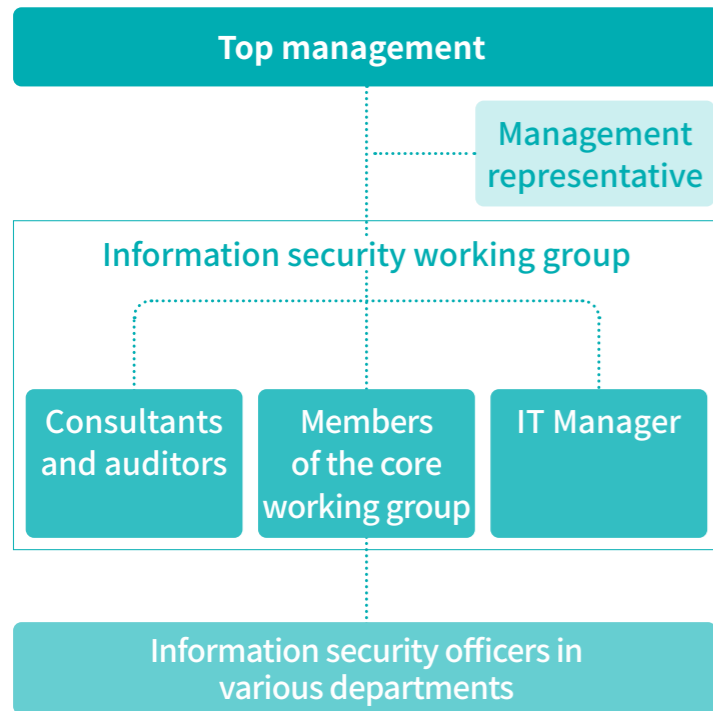 Top management
Management
representative
Information security working group
Consultants
and auditors
Members
of the core
working group
IT Manager
Information security officers in
various departments